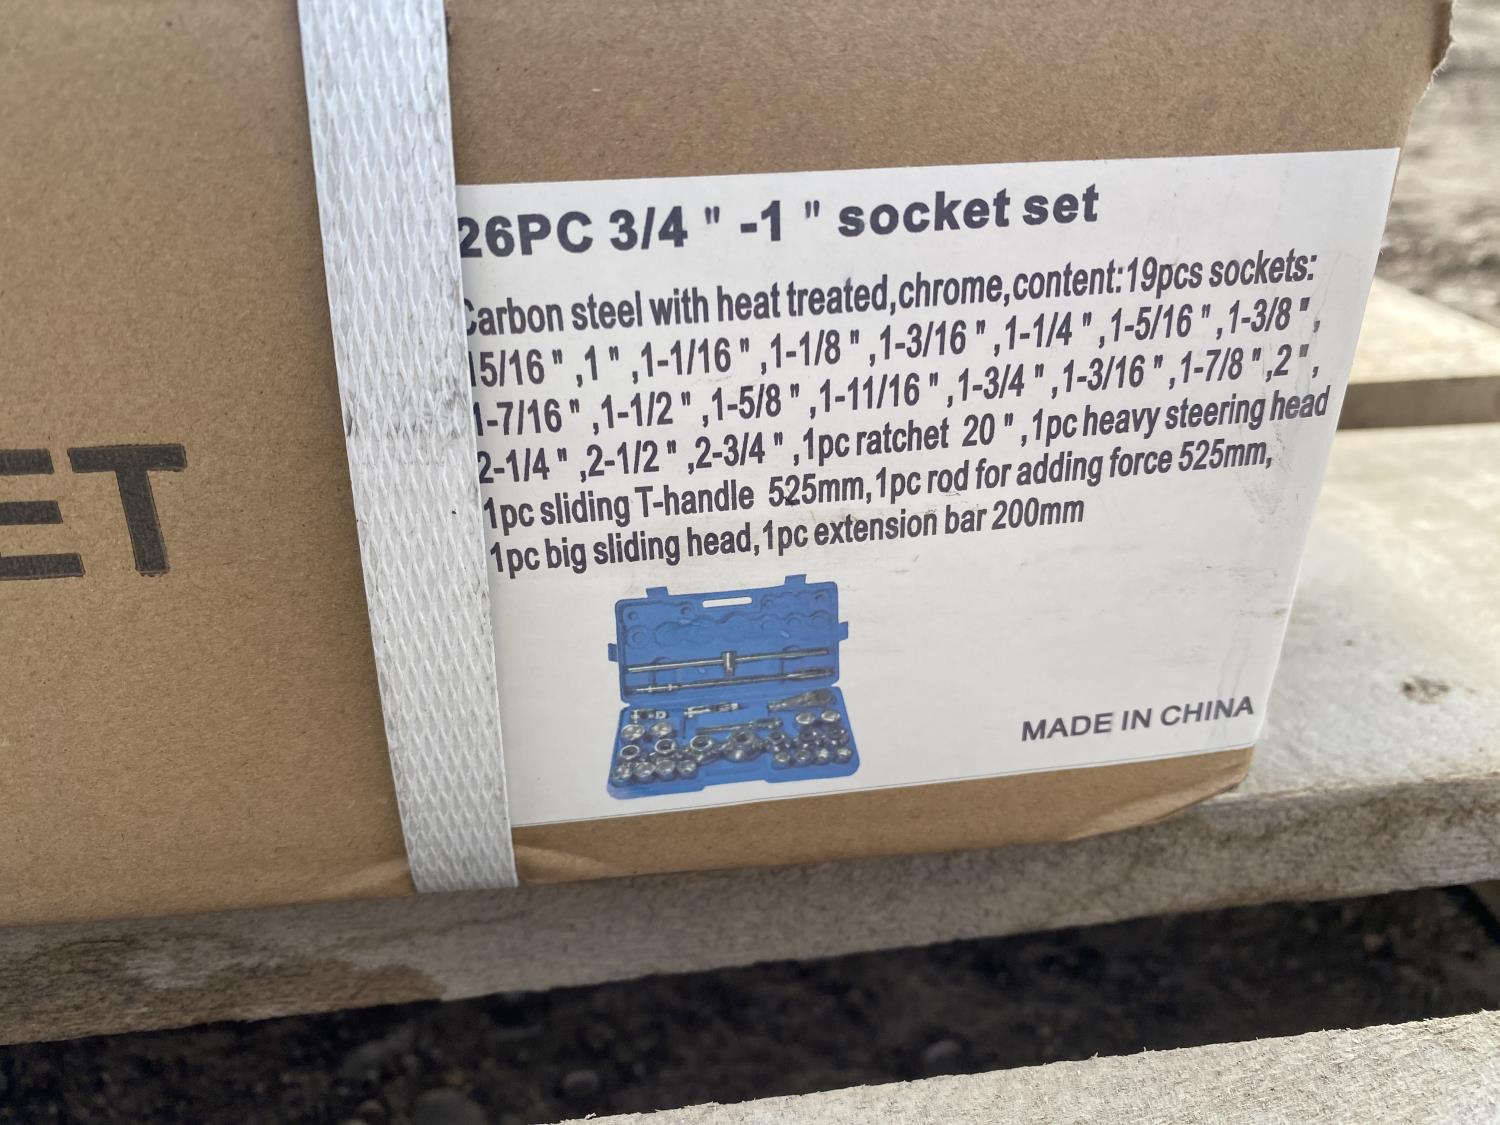 ET
26PC 3/4 " -1 " socket set
Carbon steel with heat treated,chrome,content:19pcs sockets:
15/16 " ,1 " ,1-1/16 " ,1-1/8 " ,1-3/16 " ,1-1/4 " ,1-5/16 " ,1-3/8 " ,
1-7/16 " ,1-1/2 " ,1-5/8 " ,1-11/16 " ,1-3/4 " ,1-3/16 " ,1-7/8 " ,2 " ,
2-1/4 " ,2-1/2 " ,2-3/4 " ,1pc ratchet 20 " ,1pc heavy steering head
1pc sliding T-handle 525mm,1pc rod for adding force 525mm,
1pc big sliding head,1pc extension bar 200mm
MADE IN CHINA